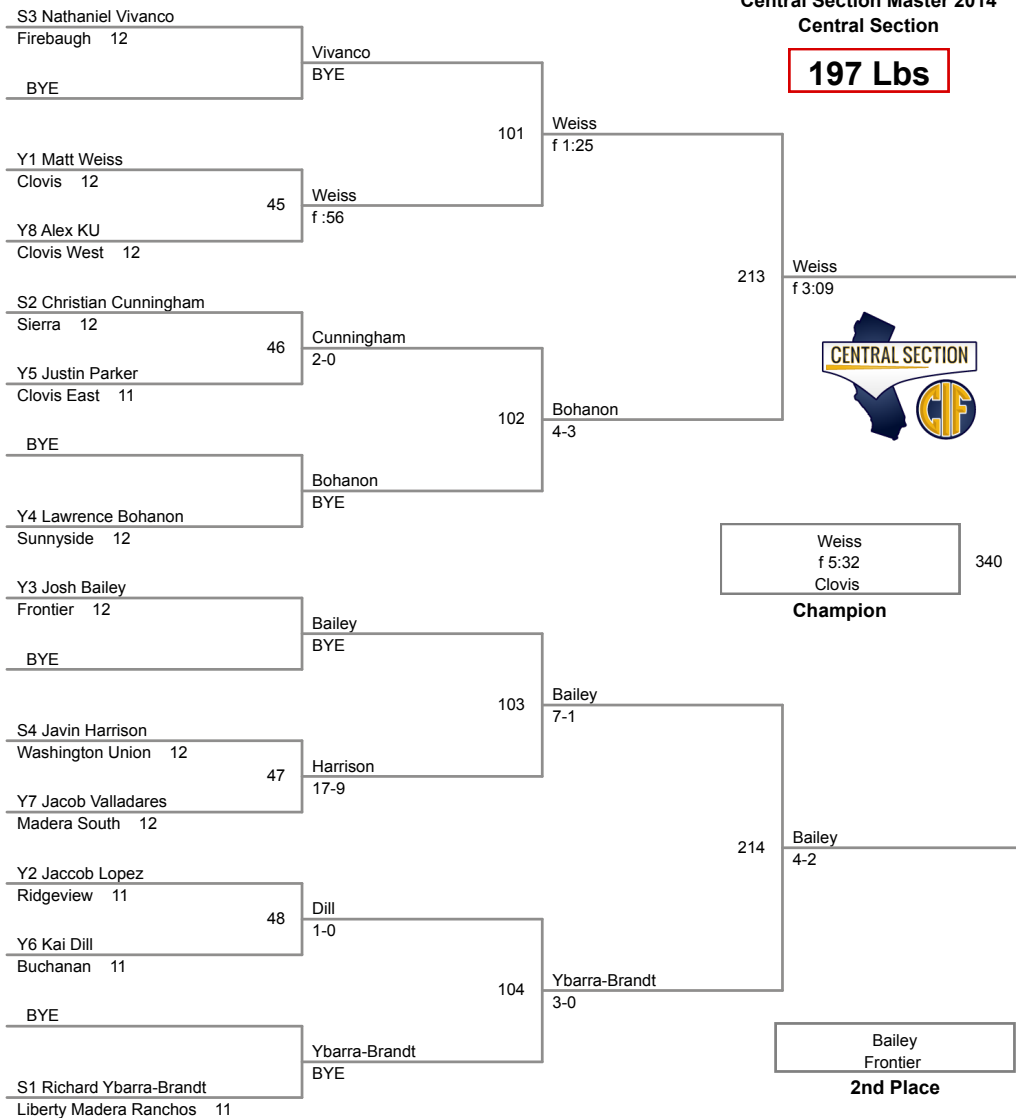 Central Section Master 2014
Central Section
197 Lbs
S3 Nathaniel Vivanco
Firebaugh 12
Vivanco
BYE
BYE
101
Weiss
f 1:25
Y1 Matt Weiss
Clovis 12
45
Weiss
f :56
Y8 Alex KU
Clovis West 12
213
Weiss
f 3:09
S2 Christian Cunningham
Sierra 12
46
Cunningham
2-0
Y5 Justin Parker
Clovis East 11
102
Bohanon
4-3
BYE
Bohanon
BYE
Y4 Lawrence Bohanon
Sunnyside 12
CENTRAL SECTION
CIF
Weiss
f 5:32
Clovis
340
Champion
Y3 Josh Bailey
Frontier 12
Bailey
BYE
BYE
103
Bailey
7-1
S4 Javin Harrison
Washington Union 12
47
Harrison
17-9
Y7 Jacob Valladares
Madera South 12
214
Bailey
4-2
Y2 Jaccob Lopez
Ridgeview 11
48
Dill
1-0
Y6 Kai Dill
Buchanan 11
104
Ybarra-Brandt
3-0
BYE
Ybarra-Brandt
BYE
S1 Richard Ybarra-Brandt
Liberty Madera Ranchos 11
Bailey
Frontier
2nd Place